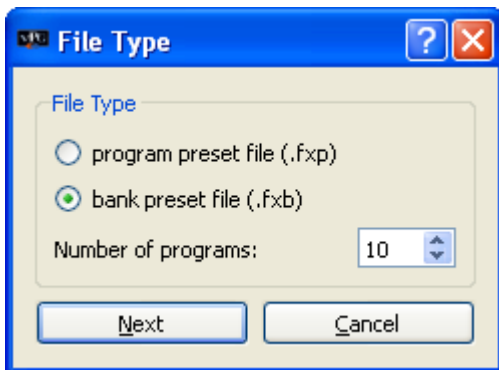 File Type
File Type
program preset file (.fxp)
bank preset file (.fxb)
Number of programs: 10
Next Cancel